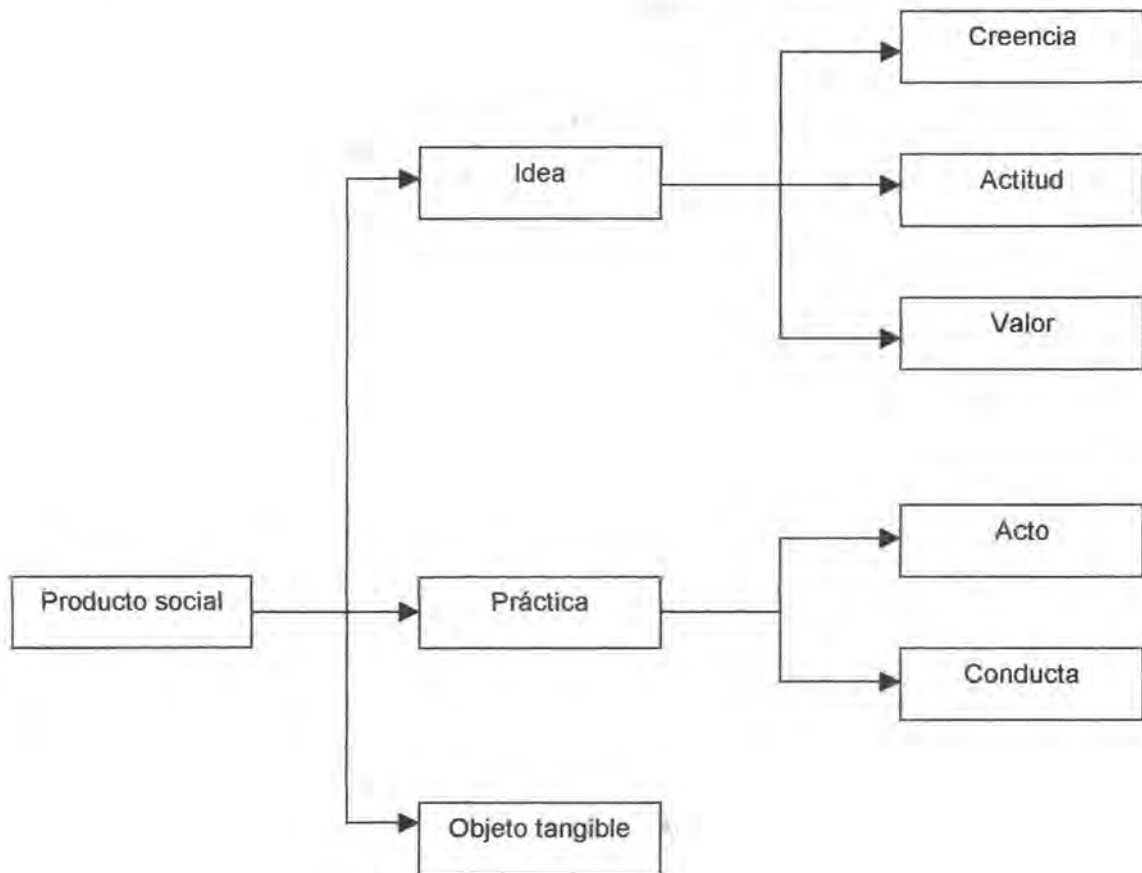 Creencia
Idea
Actitud
Valor
Acto
Producto social
Práctica
Conducta
Objeto tangible